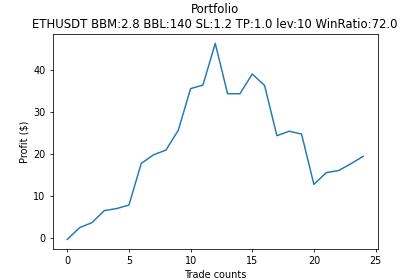 Portfolio
ETHUSDT BBM:2.8 BBL:140 SL:1.2 TP:1.0 lev:10 WinRatio:72.0
40
30
20
10
0
Profit ($)
0 5 10 15 20 25
Trade counts